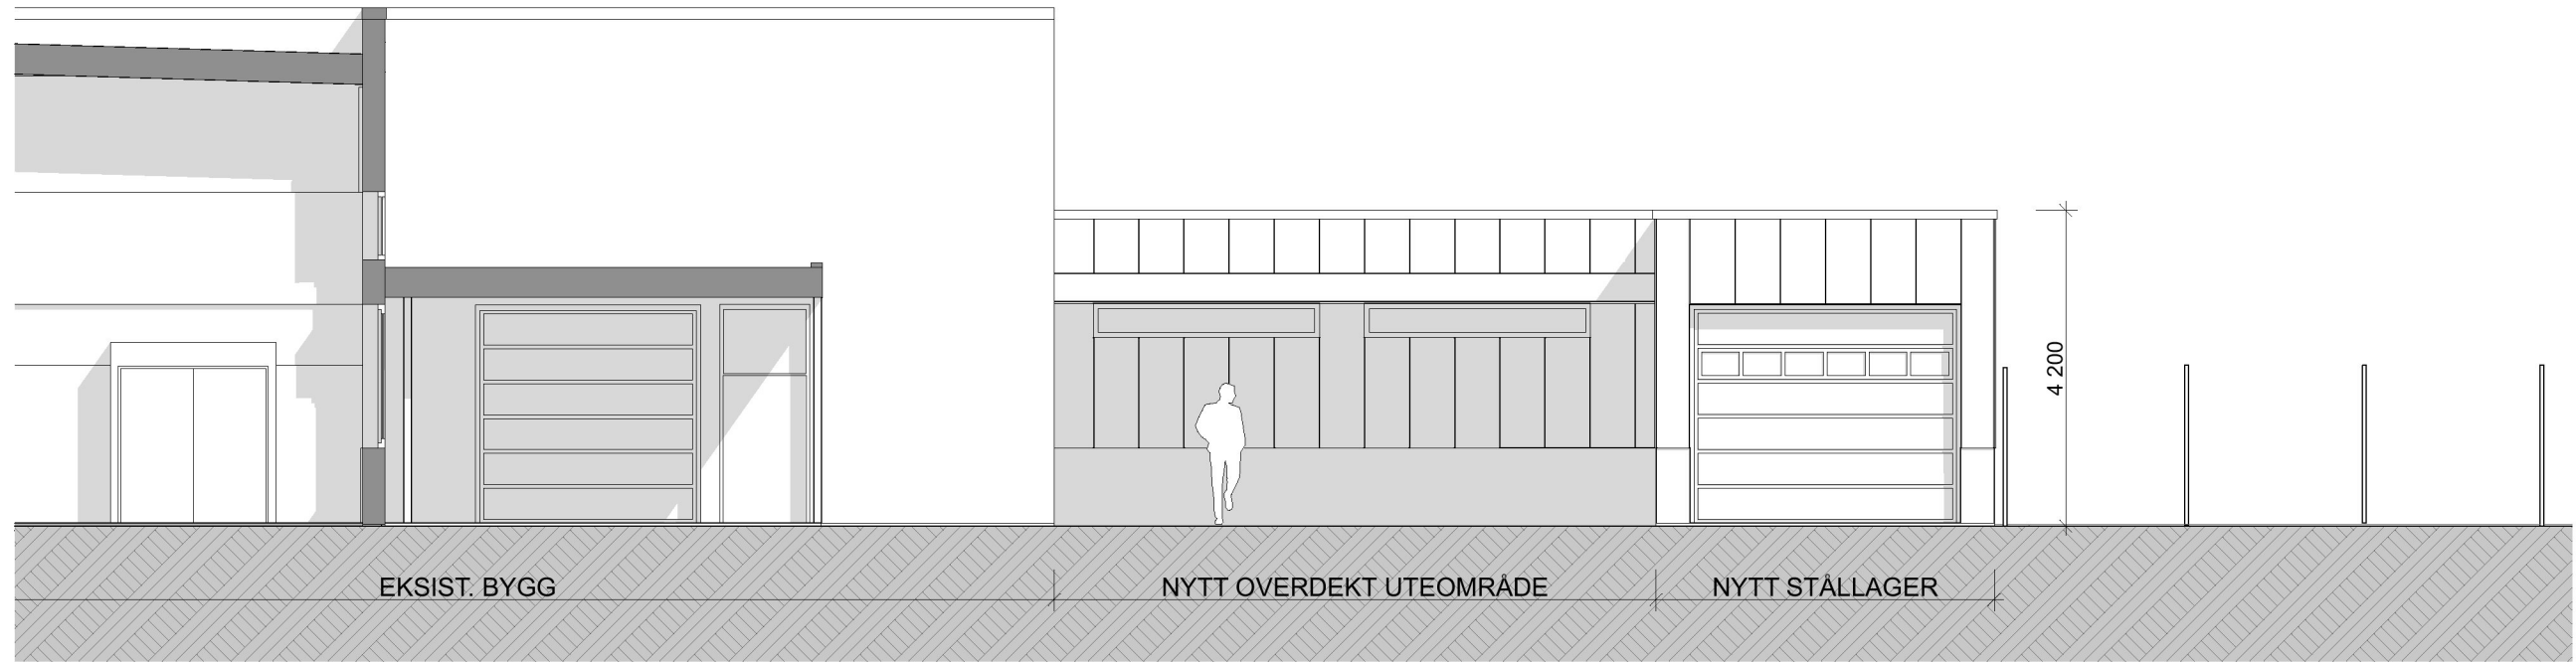 4 200
EKSIST. BYGG
NYTT OVERDEKT UTEOMRÅDE
NYTT STÅLLAGER